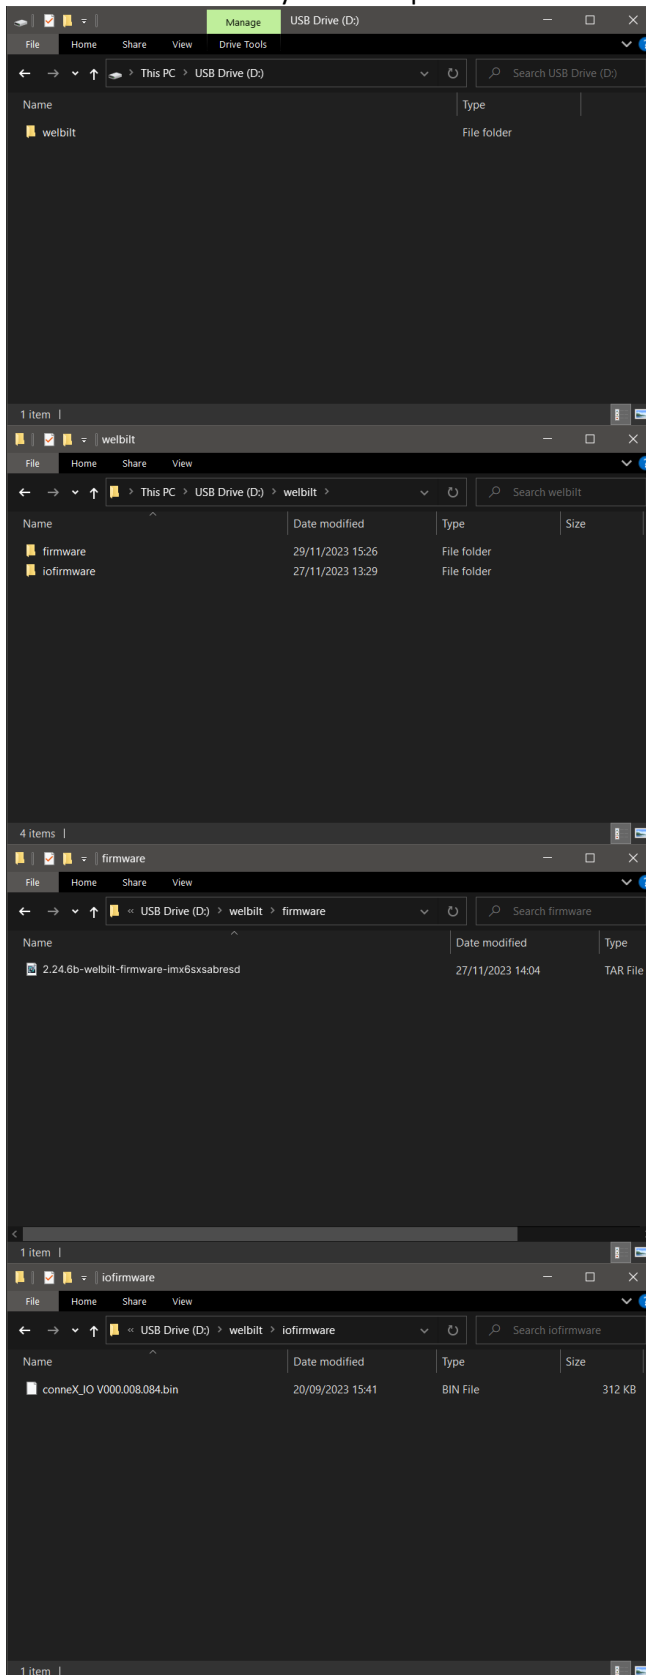 Manage USB Drive (D:)
File Home Share View Drive Tools
This PC > USB Drive (D:) Search USB Drive (D:)
Name Type
welbilt File folder
1 item
welbilt
File Home Share View
This PC > USB Drive (D:) > welbilt > Search welbilt
Name Date modified Type Size
firmware 29/11/2023 15:26 File folder
iofirmware 27/11/2023 13:29 File folder
4 items
firmware
File Home Share View
« USB Drive (D:) > welbilt > firmware Search firmware
Name Date modified Type
2.24.6b-welbilt-firmware-imx6sxsabresd 27/11/2023 14:04 TAR File
1 item
iofirmware
File Home Share View
« USB Drive (D:) > welbilt > iofirmware Search iofirmware
Name Date modified Type Size
conneX_IO V000.008.084.bin 20/09/2023 15:41 BIN File 312 KB
1 item